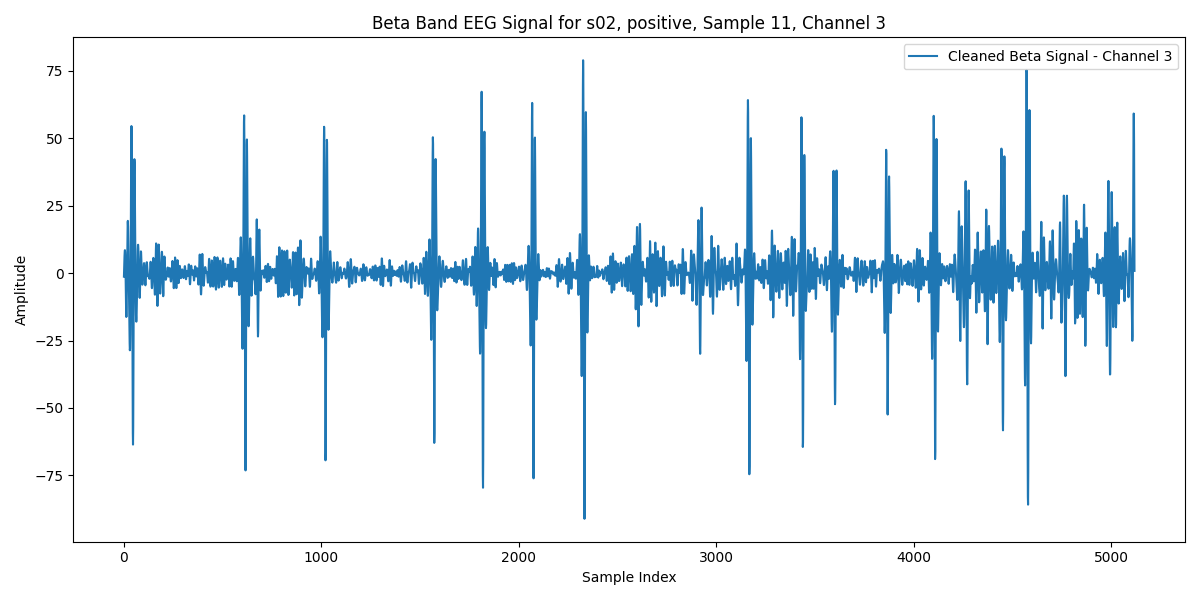 Beta Band EEG Signal for s02, positive, Sample 11, Channel 3
Cleaned Beta Signal - Channel 3
75
50
25
0
−25
−50
−75
Amplitude
0 1000 2000 3000 4000 5000
Sample Index